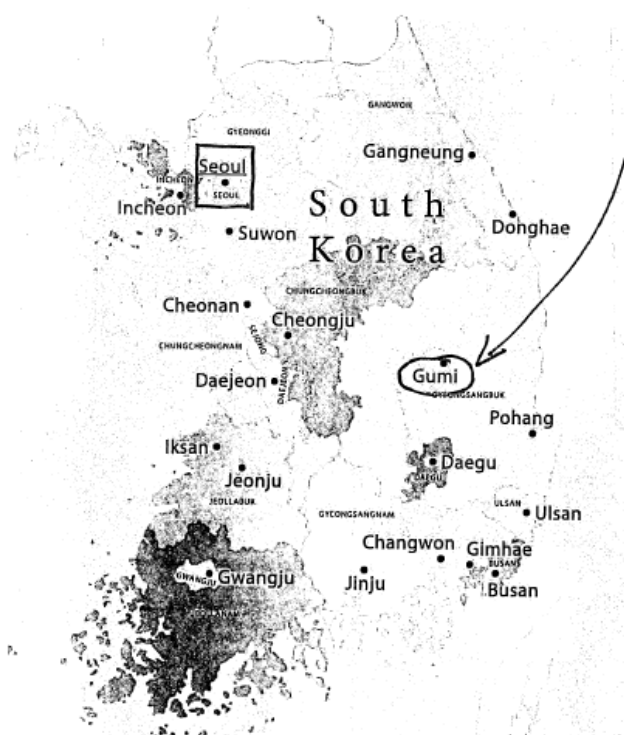 GANGWON
GYEONGGI
Gangneung
Seoul
INCHEON
SEOUL
Incheon
South
Korea
Donghae
Suwon
CHUNGCHEONGBUK
Cheonan
Cheongju
SEJONG
CHUNGCHEONGNAM
Gumi
Daejeon
DAEJEON
GYEONGSANGBUK
Pohang
Iksan
Jeonju
Daegu
DAEGU
JEOLLABUK
ULSAN
Ulsan
GYEONGSANGNAM
Changwon
Gimhae
BUSAN
Gwangju
GWANGJU
Jinju
Busan